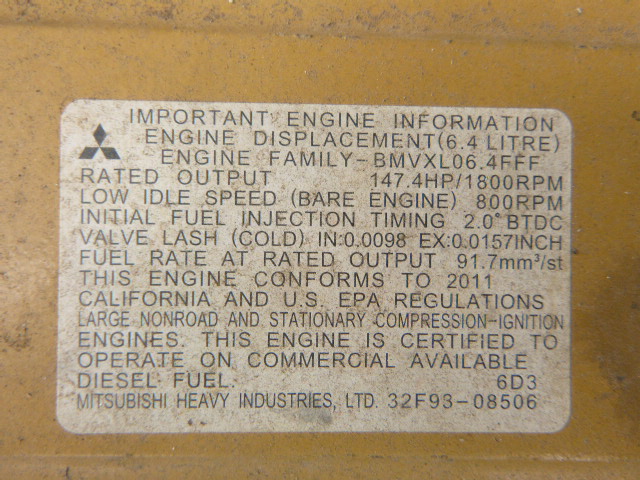 IMPORTANT ENGINE INFORMATION
ENGINE DISPLACEMENT(6.4 LITRE)
ENGINE FAMILY-BMVXL06.4FFF
RATED OUTPUT 147.4HP/1800RPM
LOW IDLE SPEED (BARE ENGINE) 800RPM
INITIAL FUEL INJECTION TIMING 2.0° BTDC
VALVE LASH (COLD) IN:0.0098 EX:0.0157INCH
FUEL RATE AT RATED OUTPUT 91.7mm³/st
THIS ENGINE CONFORMS TO 2011
CALIFORNIA AND U.S. EPA REGULATIONS
LARGE NONROAD AND STATIONARY COMPRESSION-IGNITION
ENGINES. THIS ENGINE IS CERTIFIED TO
OPERATE ON COMMERCIAL AVAILABLE
DIESEL FUEL. 6D3
MITSUBISHI HEAVY INDUSTRIES, LTD. 32F93-08506